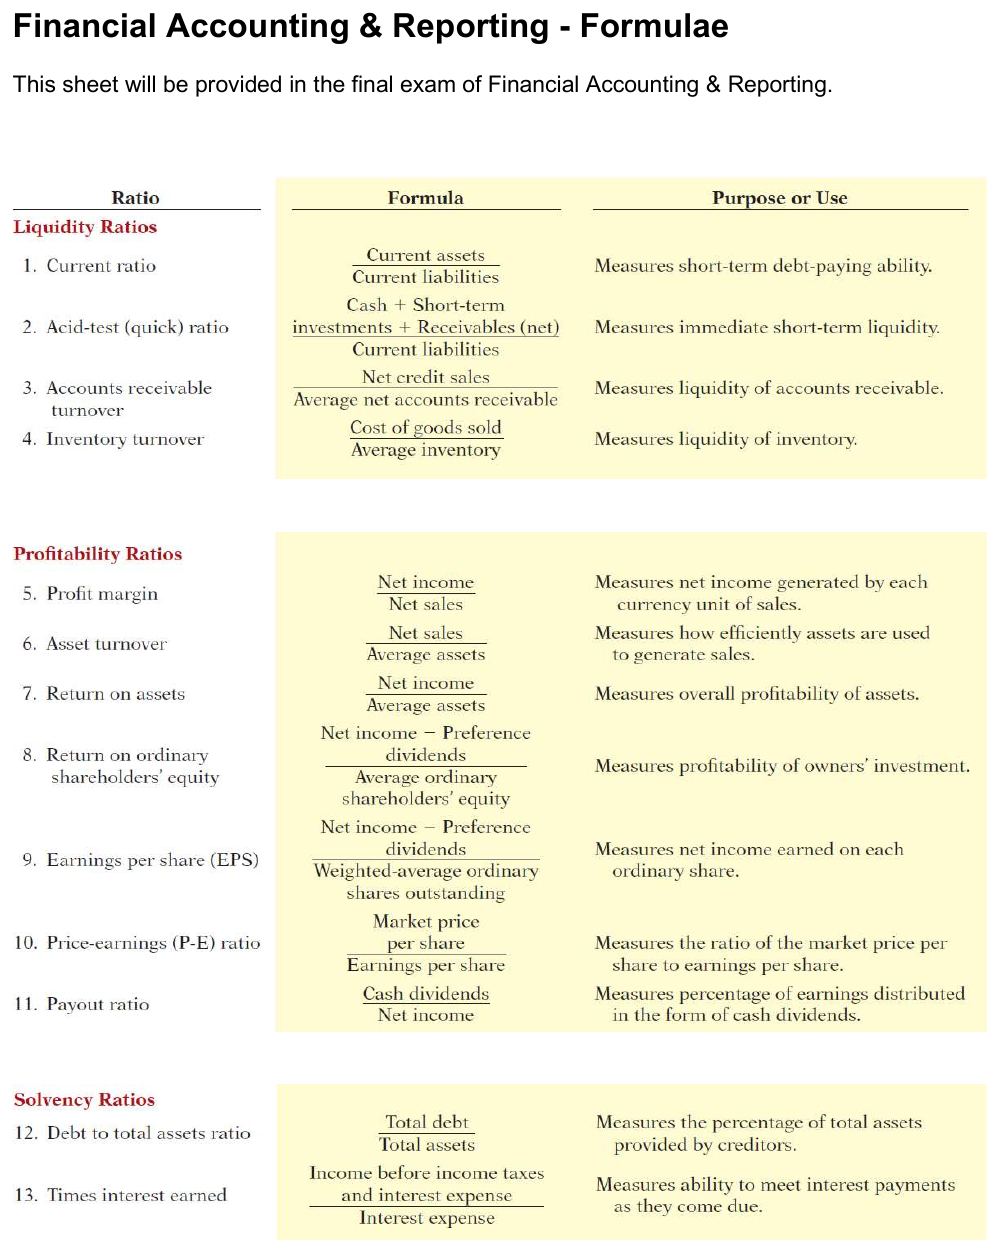 Financial Accounting & Reporting - Formulae
This sheet will be provided in the final exam of Financial Accounting & Reporting.
Ratio
Formula
Purpose or Use
Liquidity Ratios
1. Current ratio
Current assets
Current liabilities
Measures short-term debt-paying ability.
2. Acid-test (quick) ratio
Cash + Short-term
investments + Receivables (net)
Current liabilities
Measures immediate short-term liquidity.
3. Accounts receivable
turnover
Net credit sales
Average net accounts receivable
Measures liquidity of accounts receivable.
4. Inventory turnover
Cost of goods sold
Average inventory
Measures liquidity of inventory.
Profitability Ratios
5. Profit margin
Net income
Net sales
Measures net income generated by each
currency unit of sales.
6. Asset turnover
Net sales
Average assets
Measures how efficiently assets are used
to generate sales.
7. Return on assets
Net income
Average assets
Measures overall profitability of assets.
8. Return on ordinary
shareholders' equity
Net income − Preference
dividends
Average ordinary
shareholders' equity
Measures profitability of owners' investment.
9. Earnings per share (EPS)
Net income − Preference
dividends
Weighted-average ordinary
shares outstanding
Measures net income earned on each
ordinary share.
10. Price-earnings (P-E) ratio
Market price
per share
Earnings per share
Measures the ratio of the market price per
share to earnings per share.
11. Payout ratio
Cash dividends
Net income
Measures percentage of earnings distributed
in the form of cash dividends.
Solvency Ratios
12. Debt to total assets ratio
Total debt
Total assets
Measures the percentage of total assets
provided by creditors.
13. Times interest earned
Income before income taxes
and interest expense
Interest expense
Measures ability to meet interest payments
as they come due.